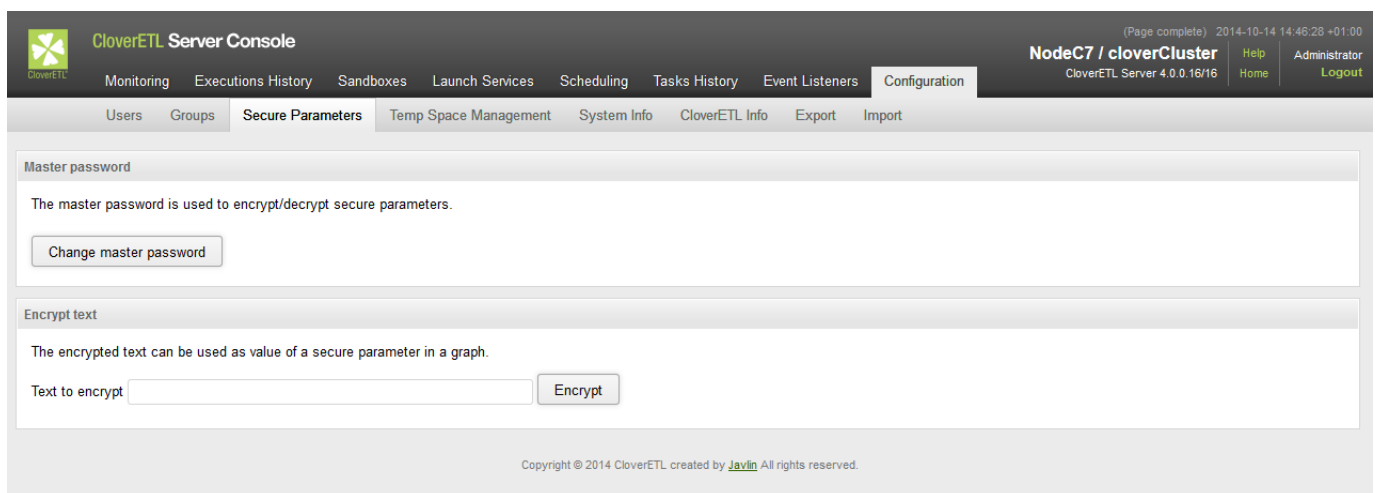 (Page complete) 2014-10-14 14:46:28 +01:00
CloverETL Server Console
NodeC7 / cloverCluster Help Administrator
CloverETL Server 4.0.0.16/16 Home Logout
CloverETL
Monitoring Executions History Sandboxes Launch Services Scheduling Tasks History Event Listeners Configuration
Users Groups Secure Parameters Temp Space Management System Info CloverETL Info Export Import
Master password
The master password is used to encrypt/decrypt secure parameters.
Change master password
Encrypt text
The encrypted text can be used as value of a secure parameter in a graph.
Text to encrypt Encrypt
Copyright © 2014 CloverETL created by Javlin All rights reserved.